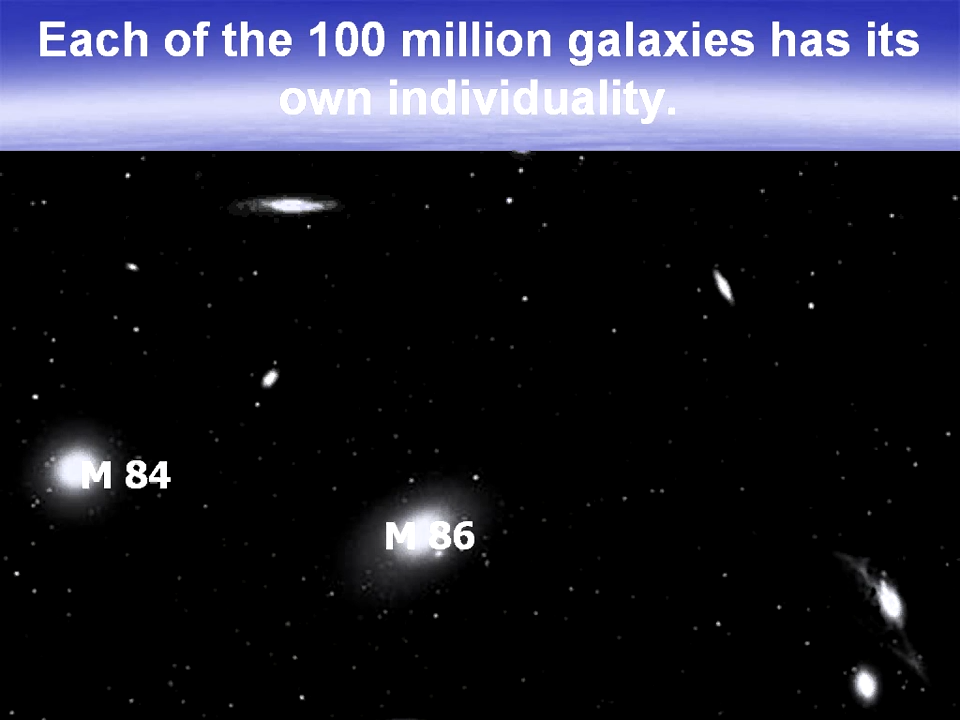 Each of the 100 million galaxies has its
own individuality.
M 84
M 86